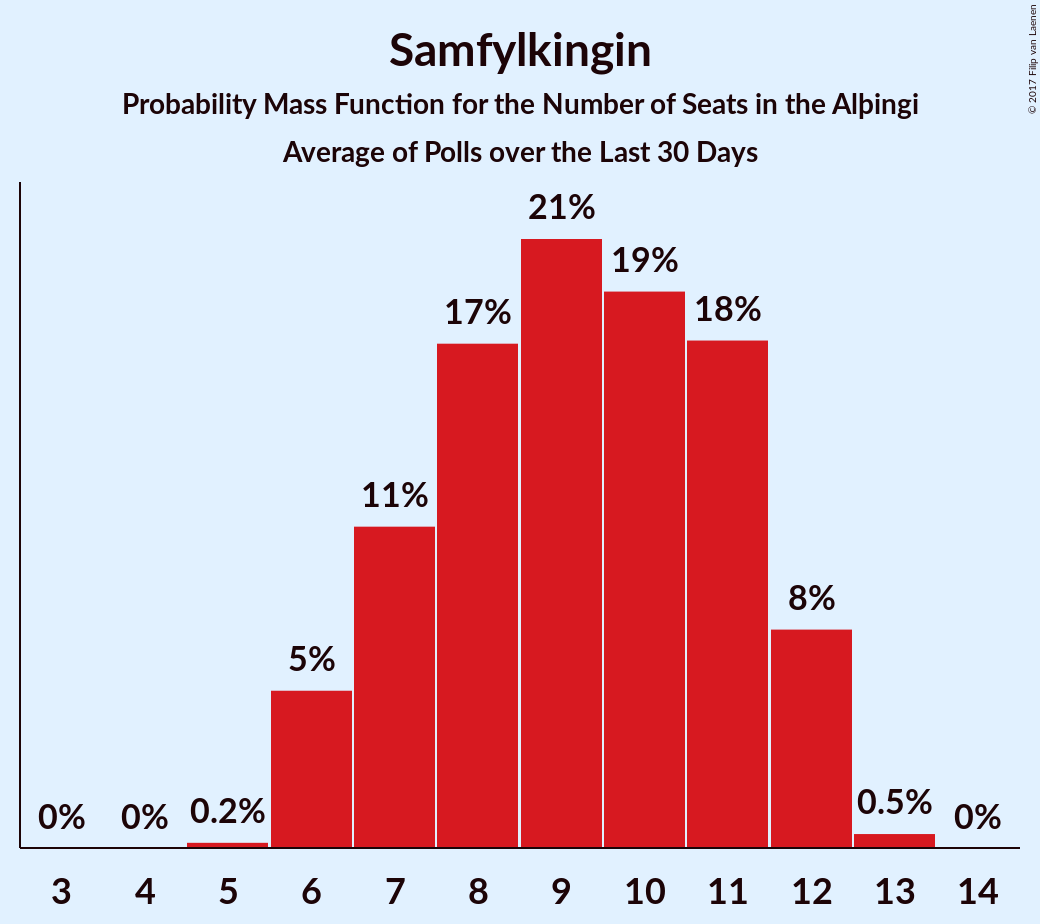 Samfylkingin
Probability Mass Function for the Number of Seats in the Alþingi
Average of Polls over the Last 30 Days
© 2017 Filip van Laenen
0% 0% 0.2% 5% 11% 17% 21% 19% 18% 8% 0.5% 0%
3 4 5 6 7 8 9 10 11 12 13 14